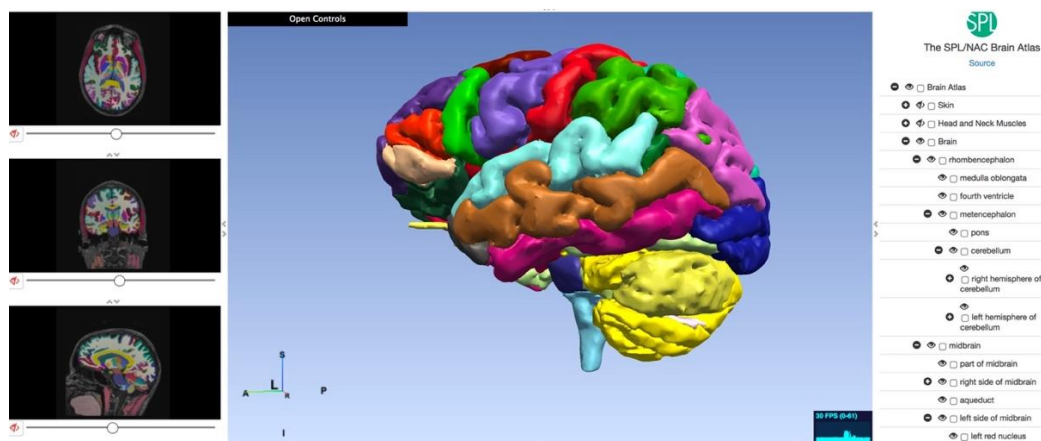 Open Controls
S
A
L
R
P
I
30 FPS (0-61)
SPL
The SPL/NAC Brain Atlas
Source
Brain Atlas
Skin
Head and Neck Muscles
Brain
rhombencephalon
medulla oblongata
fourth ventricle
metencephalon
pons
cerebellum
right hemisphere of
cerebellum
left hemisphere of
cerebellum
midbrain
part of midbrain
right side of midbrain
aqueduct
left side of midbrain
left red nucleus